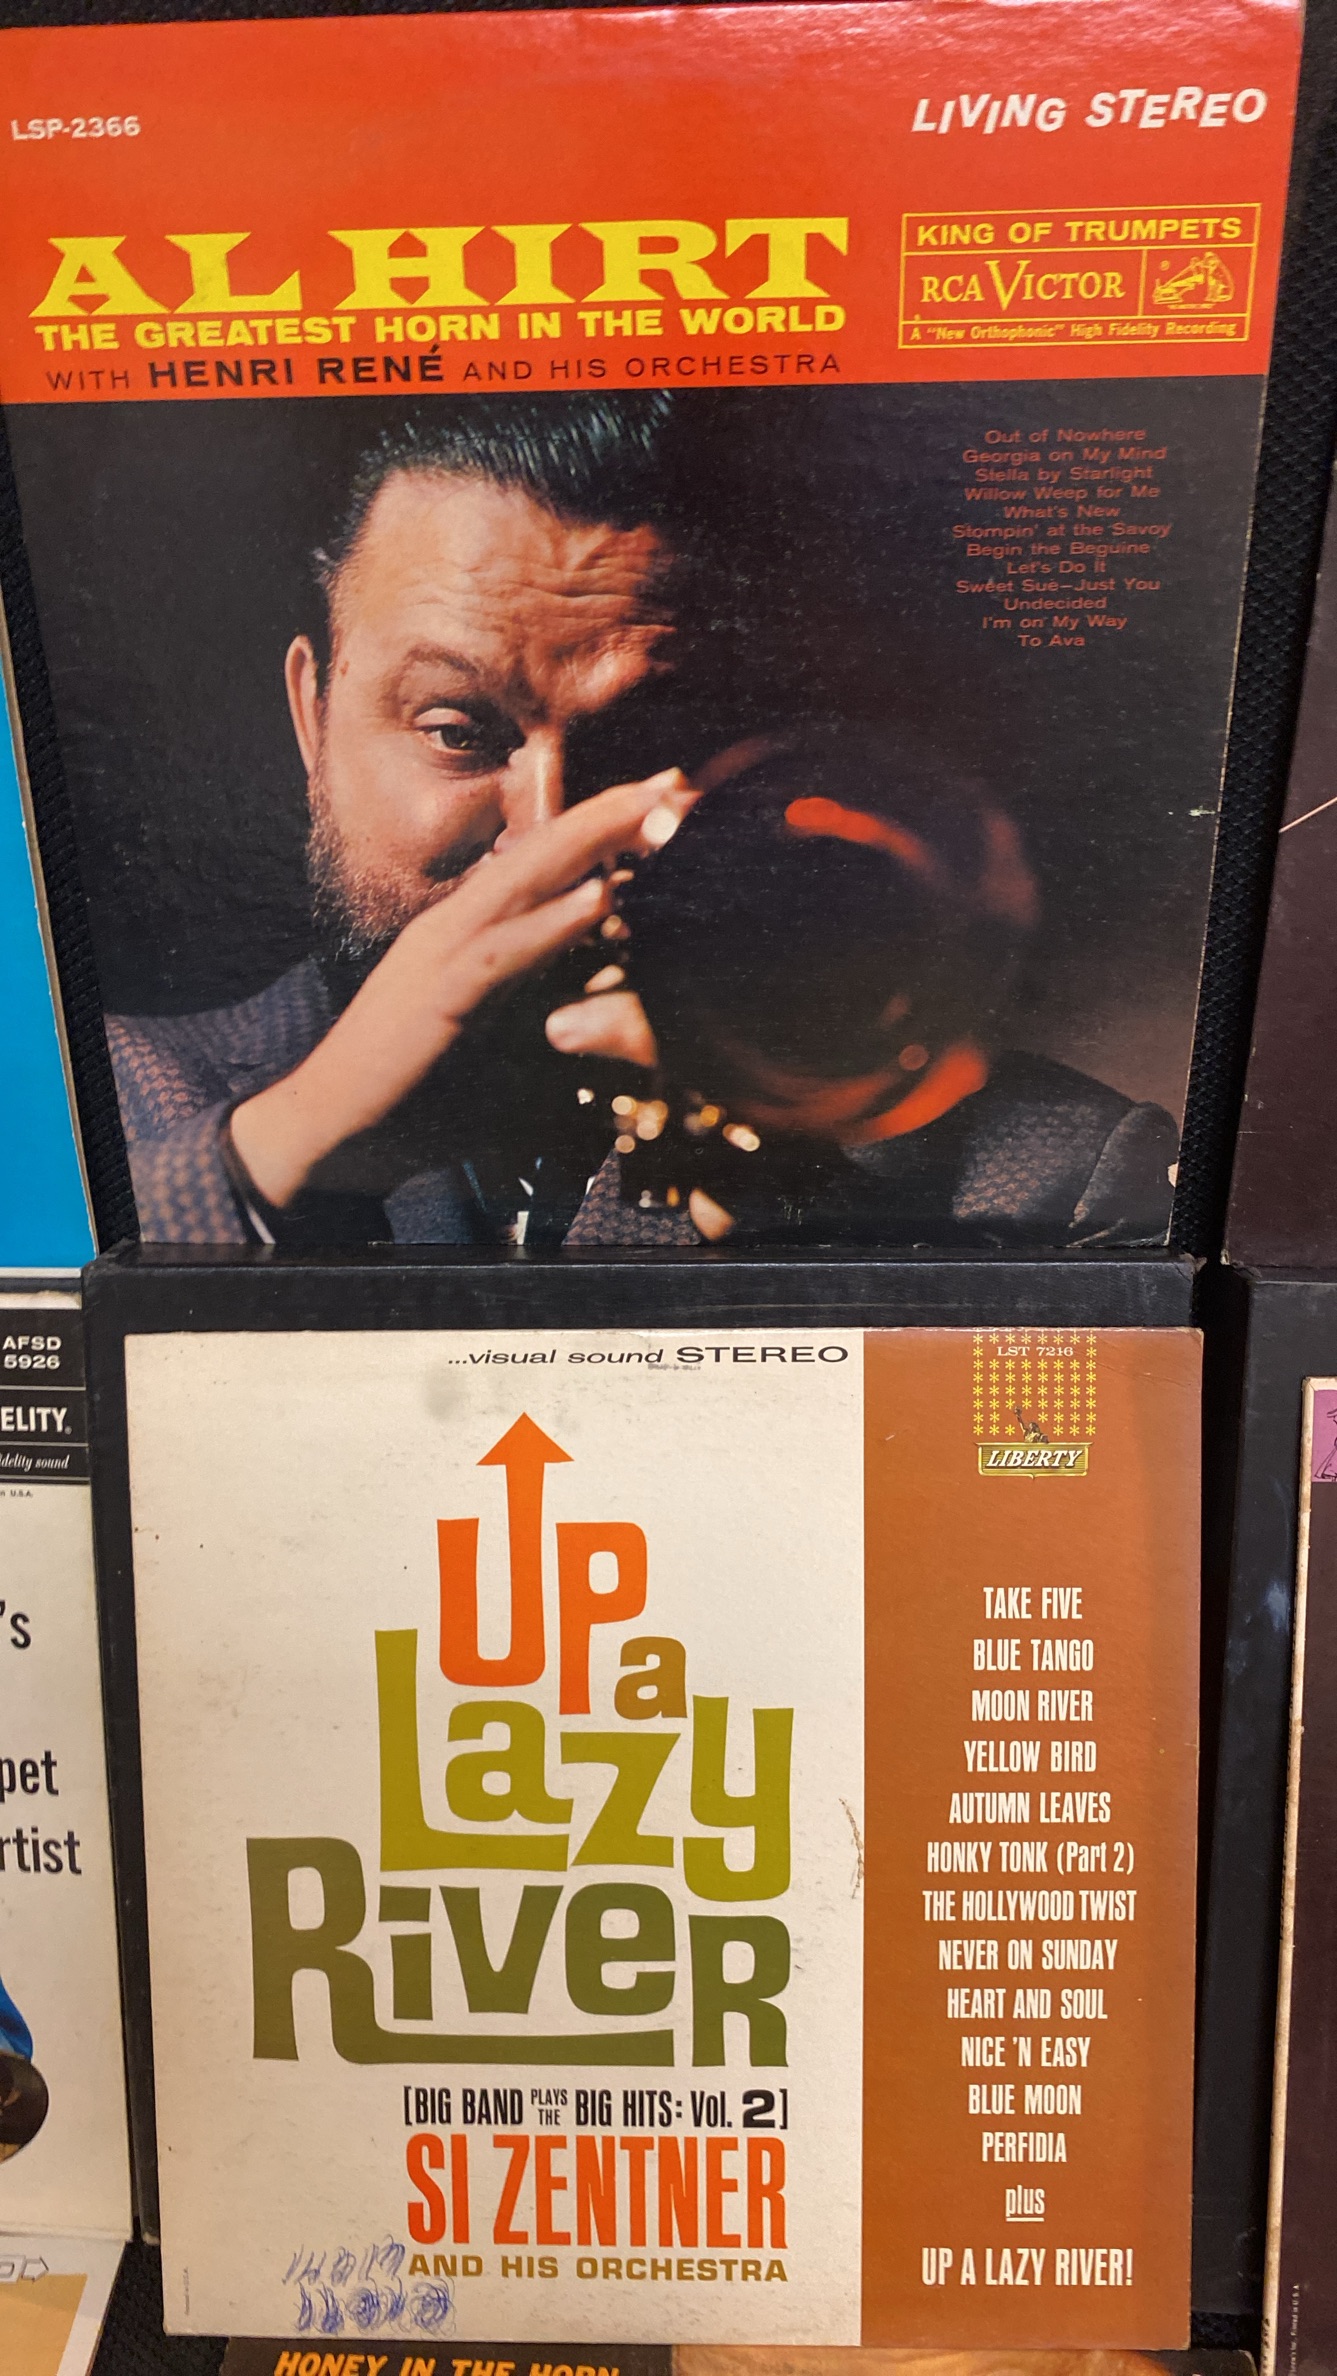 LSP-2366
LIVING STEREO
AL HIRT
THE GREATEST HORN IN THE WORLD
WITH HENRI RENÉ AND HIS ORCHESTRA
KING OF TRUMPETS
RCA VICTOR
A "New Orthophonic" High Fidelity Recording
Out of Nowhere
Georgia on My Mind
Stella by Starlight
Willow Weep for Me
What's New
Stompin' at the Savoy
Begin the Beguine
Let's Do It
Sweet Sue–Just You
Undecided
I'm on My Way
To Ava
AFSD
5926
ELITY
idelity sound
in U.S.A.
's
pet
rtist
...visual sound STEREO
UP a
Lazy
River
[BIG BAND PLAYS THE BIG HITS: Vol. 2]
SI ZENTNER
AND HIS ORCHESTRA
LST 7216
LIBERTY
TAKE FIVE
BLUE TANGO
MOON RIVER
YELLOW BIRD
AUTUMN LEAVES
HONKY TONK (Part 2)
THE HOLLYWOOD TWIST
NEVER ON SUNDAY
HEART AND SOUL
NICE 'N EASY
BLUE MOON
PERFIDIA
plus
UP A LAZY RIVER!
HONEY IN THE HORN